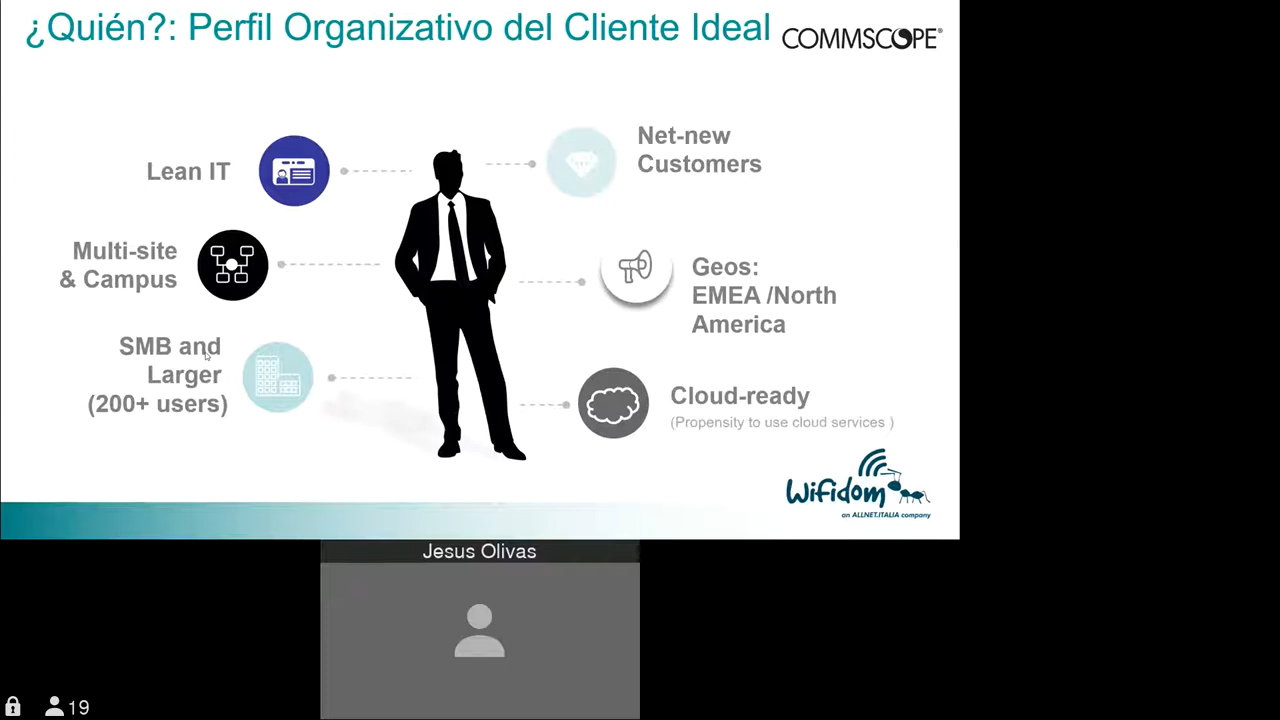 ¿Quién?: Perfil Organizativo del Cliente Ideal
COMMSCOPE®
Lean IT
Net-new
Customers
Multi-site
& Campus
Geos:
EMEA /North
America
SMB and
Larger
(200+ users)
Cloud-ready
(Propensity to use cloud services )
Wifidom
an ALLNET.ITALIA company
Jesus Olivas
19